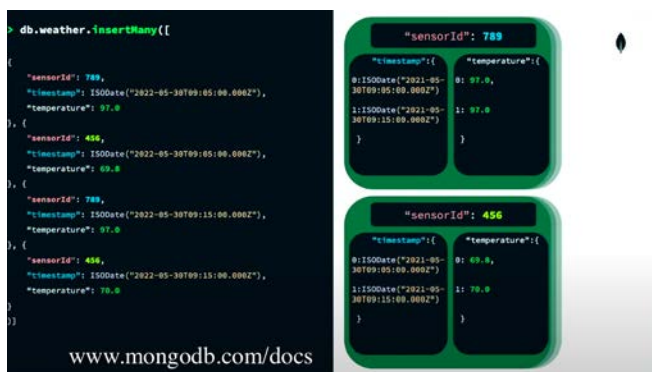 > db.weather.insertMany([
{
"sensorId": 789,
"timestamp": ISODate("2022-05-30T09:05:00.000Z"),
"temperature": 97.0
}, {
"sensorId": 456,
"timestamp": ISODate("2022-05-30T09:05:00.000Z"),
"temperature": 69.8
}, {
"sensorId": 789,
"timestamp": ISODate("2022-05-30T09:15:00.000Z"),
"temperature": 97.0
}, {
"sensorId": 456,
"timestamp": ISODate("2022-05-30T09:15:00.000Z"),
"temperature": 70.0
}
)]
www.mongodb.com/docs
"sensorId": 789
"timestamp":{
0:ISODate("2021-05-
30T09:05:00.000Z")
1:ISODate("2021-05-
30T09:15:00.000Z")
}
"temperature":{
0: 97.0,
1: 97.0
}
"sensorId": 456
"timestamp":{
0:ISODate("2021-05-
30T09:05:00.000Z")
1:ISODate("2021-05-
30T09:15:00.000Z")
}
"temperature":{
0: 69.8,
1: 70.0
}